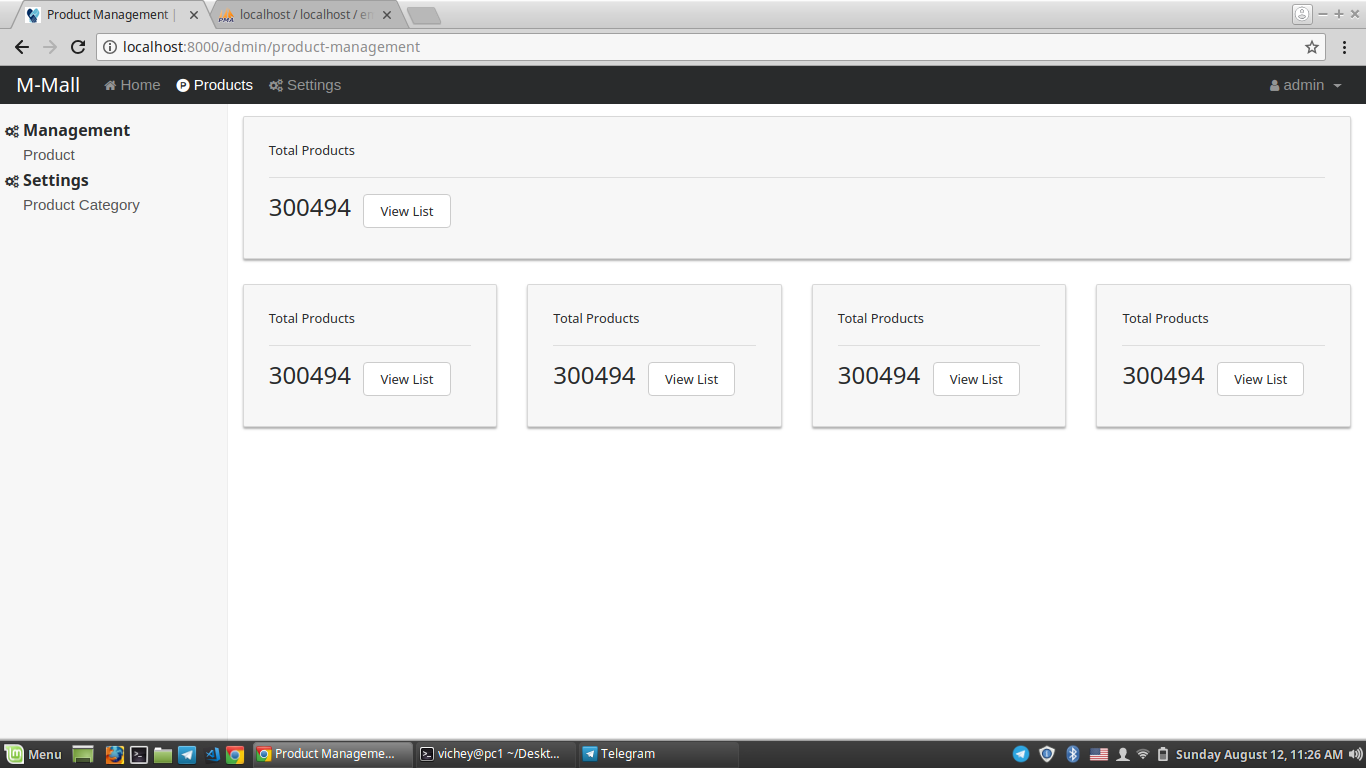 Product Management |
localhost / localhost / en
localhost:8000/admin/product-management
M-Mall Home Products Settings admin
Management
Product
Settings
Product Category
Total Products
300494 View List
Total Products
300494 View List
Total Products
300494 View List
Total Products
300494 View List
Total Products
300494 View List
Menu Product Manageme... vichey@pc1 ~/Deskt... Telegram Sunday August 12, 11:26 AM